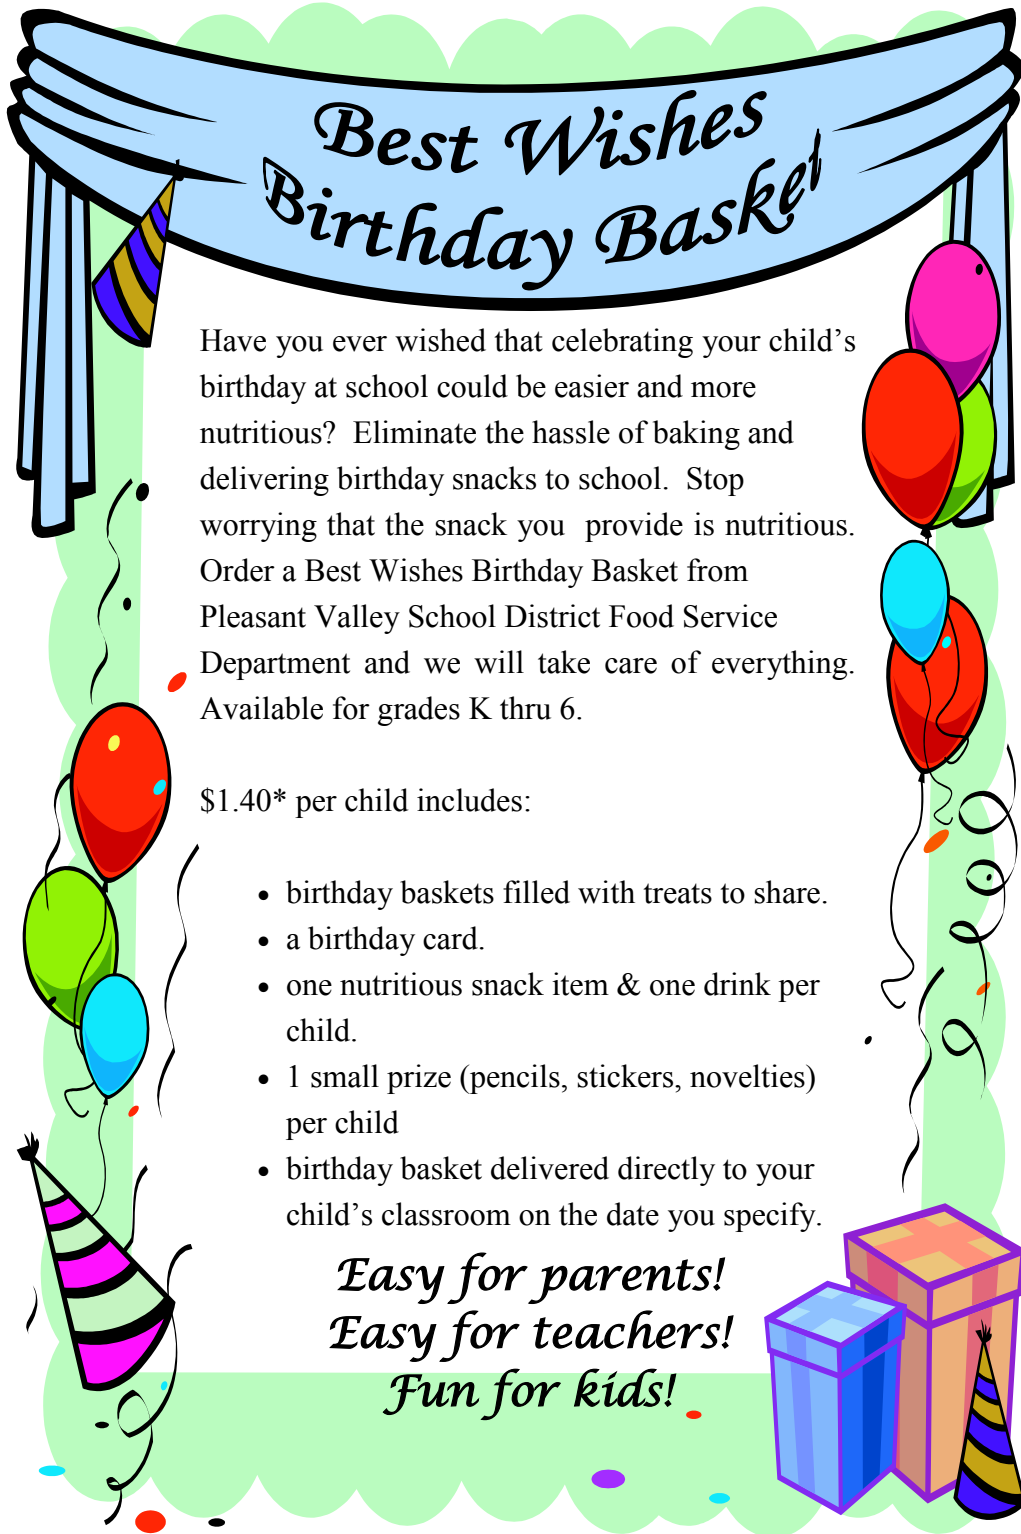 Best Wishes
Birthday Basket
Have you ever wished that celebrating your child’s
birthday at school could be easier and more
nutritious?  Eliminate the hassle of baking and
delivering birthday snacks to school.  Stop
worrying that the snack you  provide is nutritious.
Order a Best Wishes Birthday Basket from
Pleasant Valley School District Food Service
Department and we will take care of everything.
Available for grades K thru 6.
$1.40* per child includes:
• birthday baskets filled with treats to share.
• a birthday card.
• one nutritious snack item & one drink per
child.
• 1 small prize (pencils, stickers, novelties)
per child
• birthday basket delivered directly to your
child’s classroom on the date you specify.
Easy for parents!
Easy for teachers!
Fun for kids!